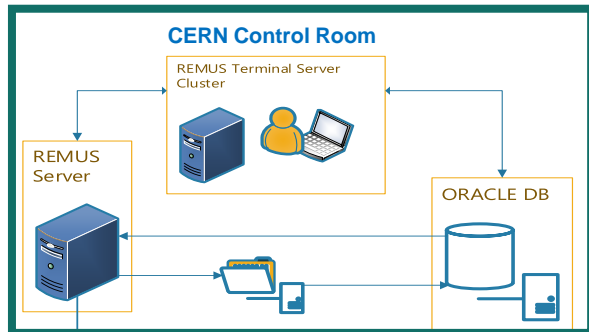 CERN Control Room
REMUS Terminal Server
Cluster
REMUS
Server
ORACLE DB